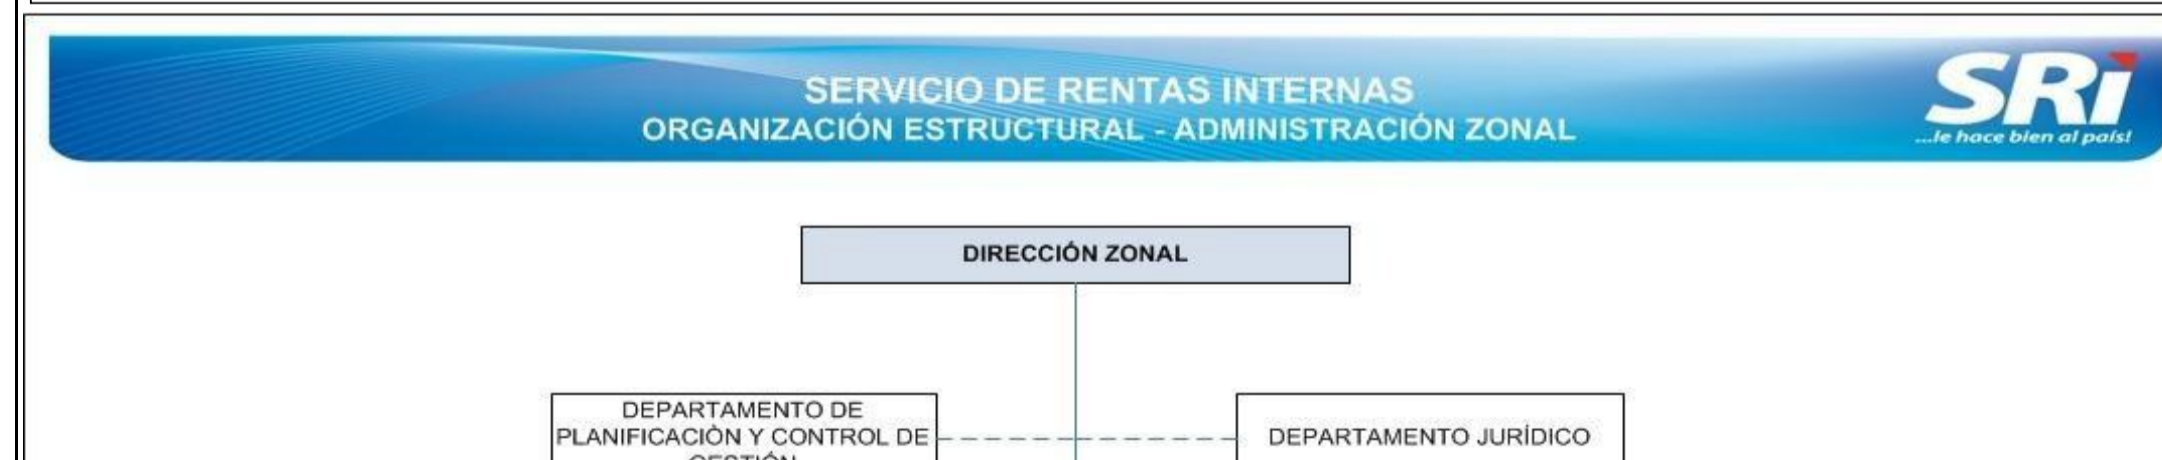 SERVICIO DE RENTAS INTERNAS
ORGANIZACIÓN ESTRUCTURAL - ADMINISTRACIÓN ZONAL
SRi
...le hace bien al país!
DIRECCIÓN ZONAL
DEPARTAMENTO DE
PLANIFICACIÒN Y CONTROL DE
GESTIÓN
DEPARTAMENTO JURÍDICO